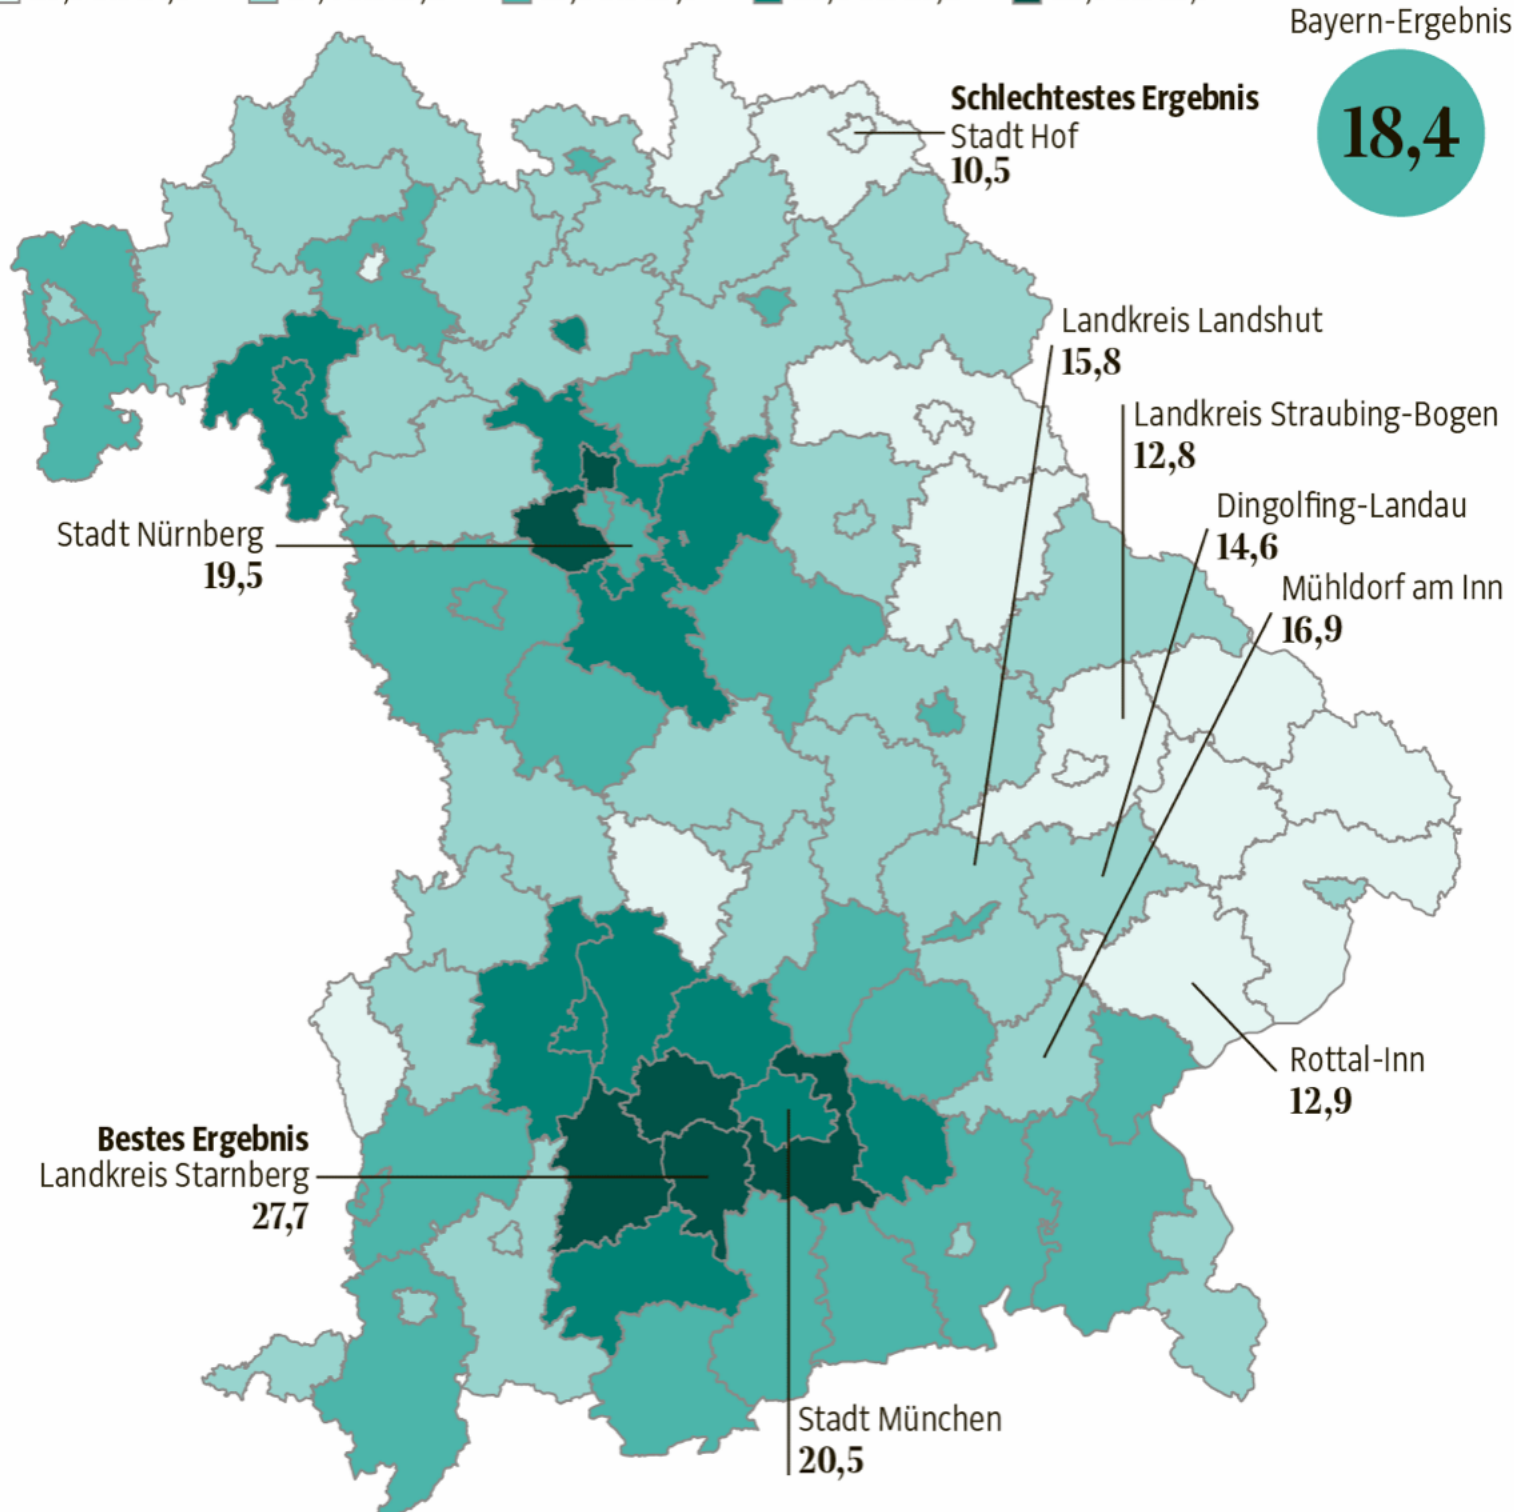 Bayern-Ergebnis
18,4
Schlechtestes Ergebnis
Stadt Hof
10,5
Landkreis Landshut
15,8
Landkreis Straubing-Bogen
12,8
Dingolfing-Landau
14,6
Mühldorf am Inn
16,9
Stadt Nürnberg
19,5
Rottal-Inn
12,9
Bestes Ergebnis
Landkreis Starnberg
27,7
Stadt München
20,5